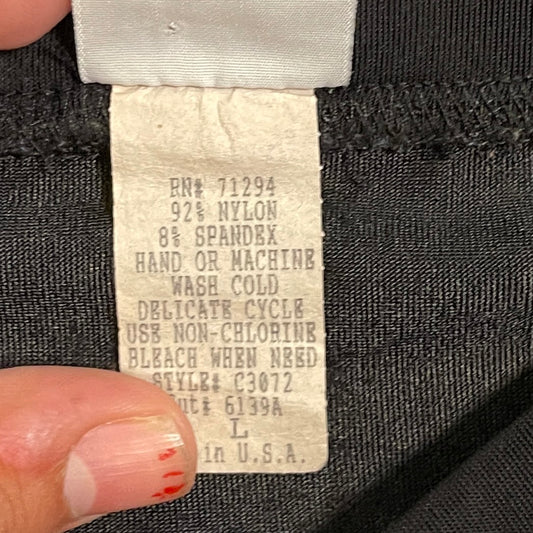 RN# 71294
92% NYLON
8% SPANDEX
HAND OR MACHINE
WASH COLD
DELICATE CYCLE
USE NON-CHLORINE
BLEACH WHEN NEED
STYLE# C3072
ut# 6139A
L
in U.S.A.